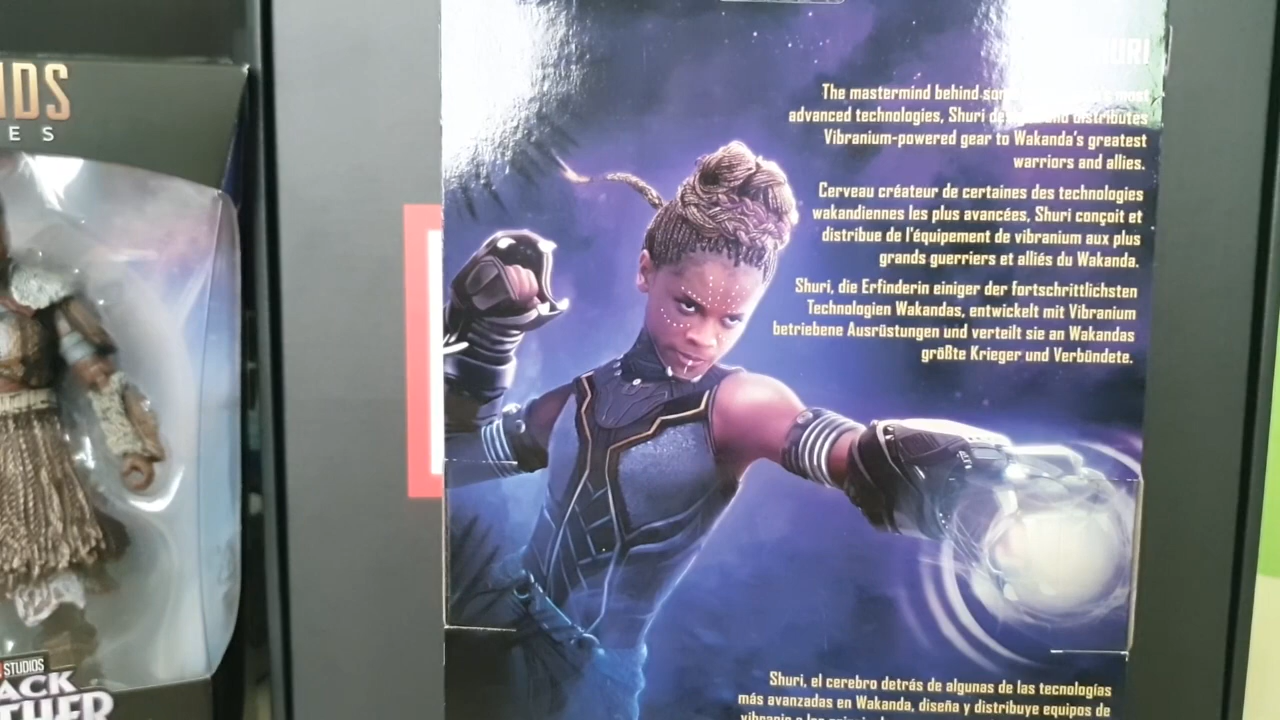 The mastermind behind most
advanced technologies, Shuri distributes
Vibranium-powered gear to Wakanda's greatest
warriors and allies.
Cerveau créateur de certaines des technologies
wakandiennes les plus avancées, Shuri conçoit et
distribue de l'équipement de vibranium aux plus
grands guerriers et alliés du Wakanda.
Shuri, die Erfinderin einiger der fortschrittlichsten
Technologien Wakandas, entwickelt mit Vibranium
betriebene Ausrüstungen und verteilt sie an Wakandas
größte Krieger und Verbündete.
Shuri, el cerebro detrás de algunas de las tecnologías
más avanzadas en Wakanda, diseña y distribuye equipos de
STUDIOS